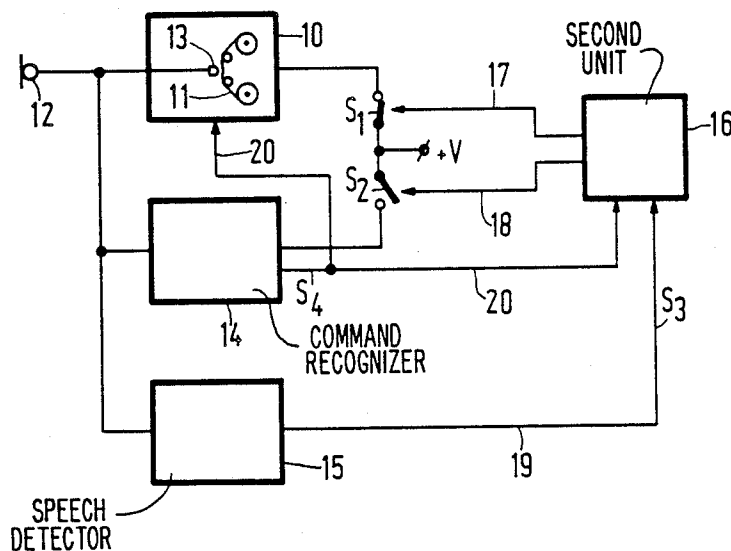 SECOND
UNIT
13
10
17
11
S1
16
12
+V
20
S2
18
S4
20
14
COMMAND
RECOGNIZER
S3
15
19
SPEECH
DETECTOR